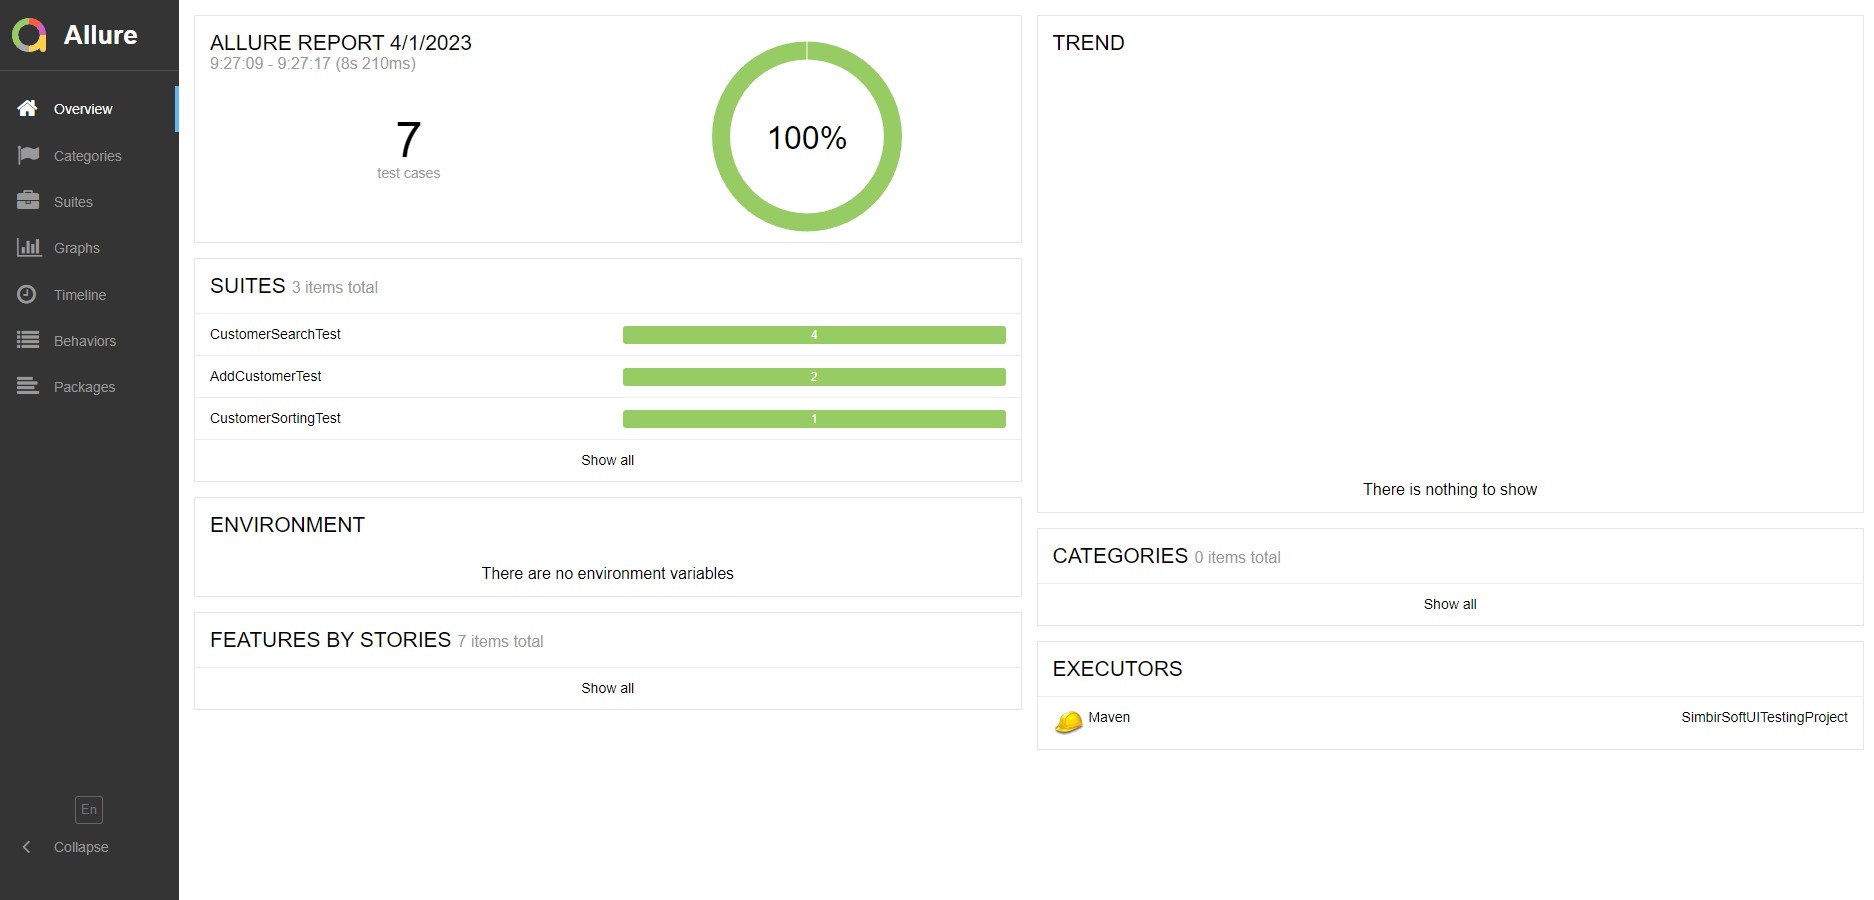 Allure
Overview
Categories
Suites
Graphs
Timeline
Behaviors
Packages
En
Collapse
ALLURE REPORT 4/1/2023
9:27:09 - 9:27:17 (8s 210ms)
7
test cases
100%
SUITES 3 items total
CustomerSearchTest 4
AddCustomerTest 2
CustomerSortingTest 1
Show all
ENVIRONMENT
There are no environment variables
FEATURES BY STORIES 7 items total
Show all
TREND
There is nothing to show
CATEGORIES 0 items total
Show all
EXECUTORS
Maven SimbirSoftUITestingProject